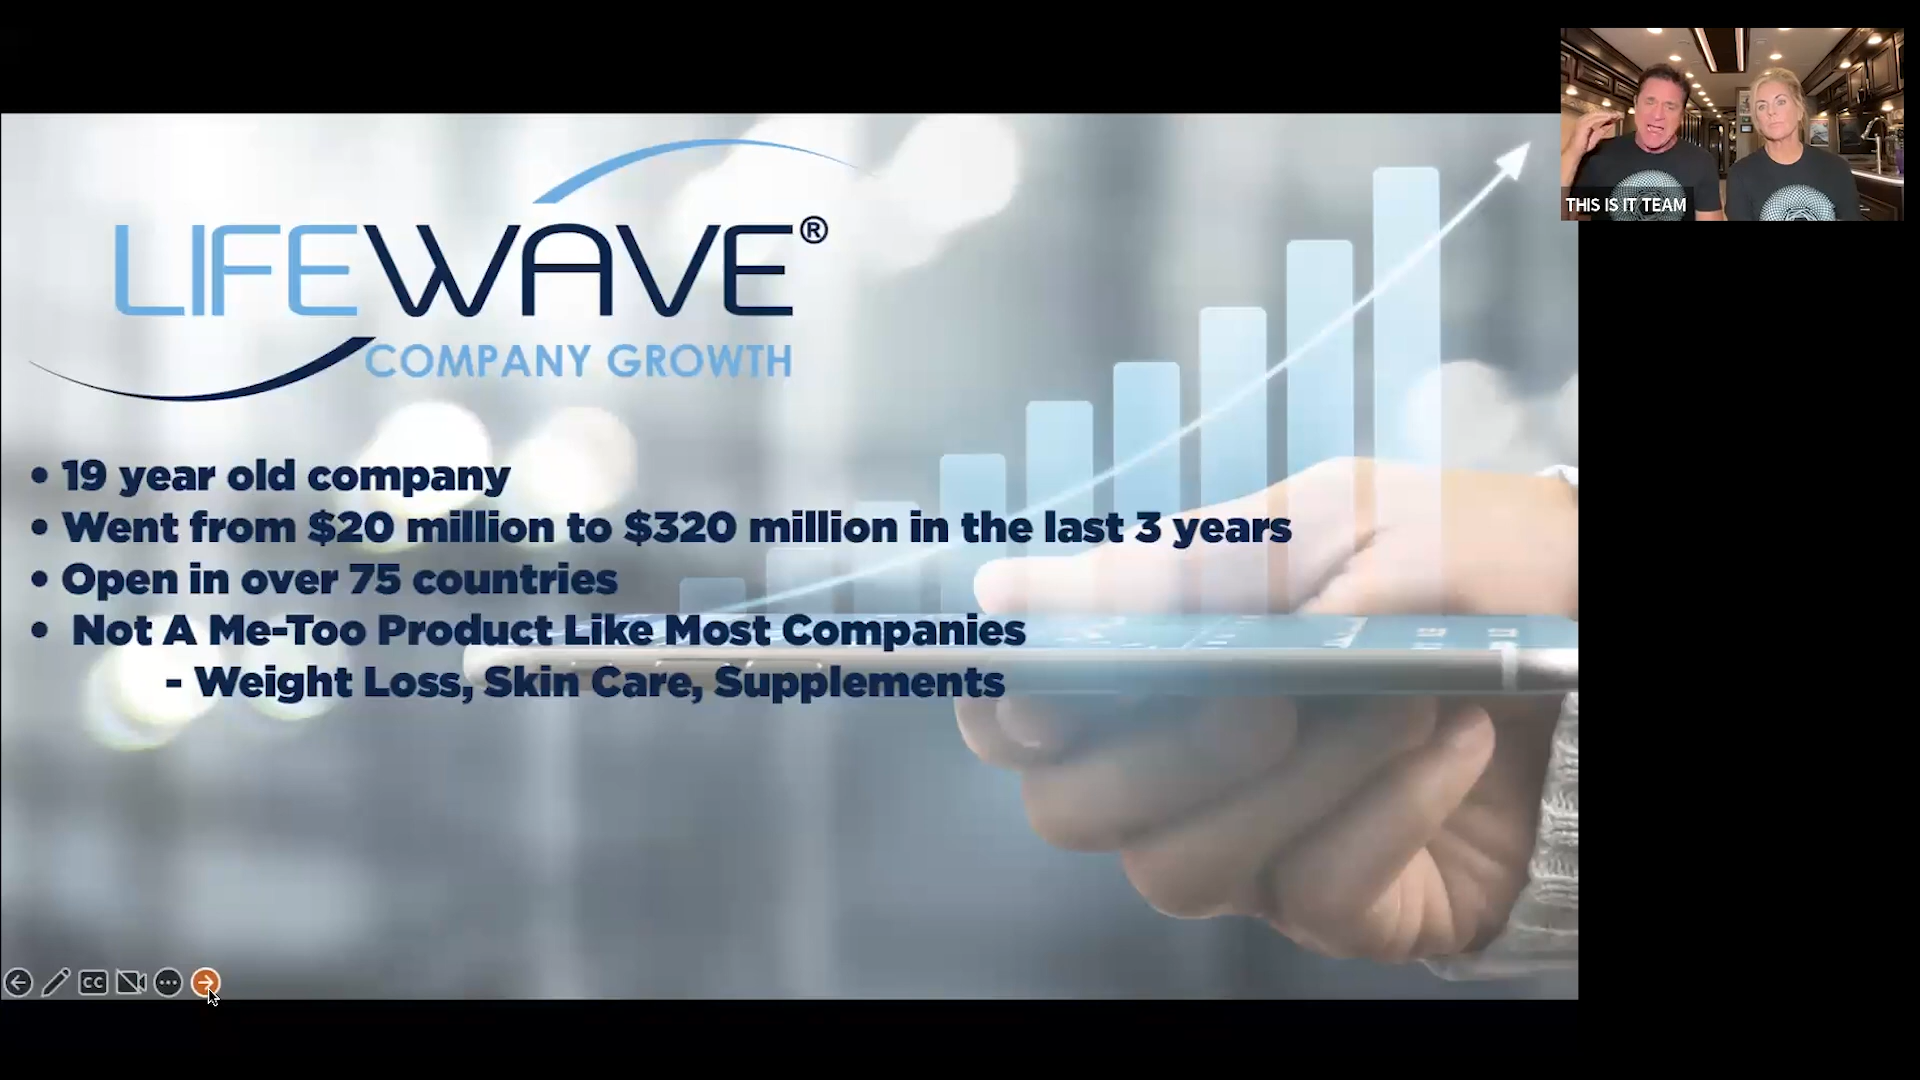 LIFEWAVE®
COMPANY GROWTH
• 19 year old company
• Went from $20 million to $320 million in the last 3 years
• Open in over 75 countries
• Not A Me-Too Product Like Most Companies
- Weight Loss, Skin Care, Supplements
THIS IS IT TEAM
CC